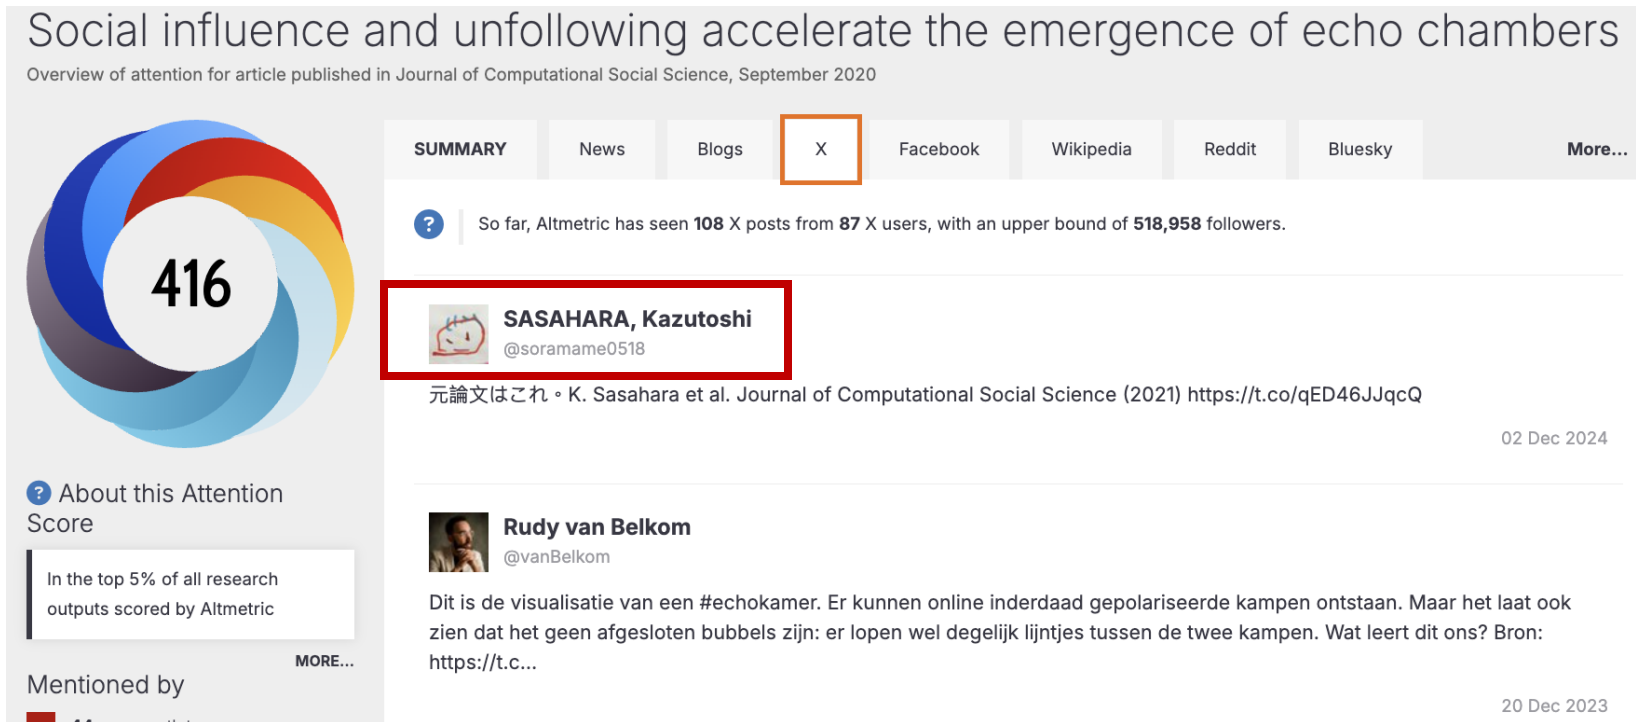 Social influence and unfollowing accelerate the emergence of echo chambers
Overview of attention for article published in Journal of Computational Social Science, September 2020
416
SUMMARY
News
Blogs
X
Facebook
Wikipedia
Reddit
Bluesky
More...
? So far, Altmetric has seen 108 X posts from 87 X users, with an upper bound of 518,958 followers.
SASAHARA, Kazutoshi
@soramame0518
元論文はこれ。K. Sasahara et al. Journal of Computational Social Science (2021) https://t.co/qED46JJqcQ
02 Dec 2024
Rudy van Belkom
@vanBelkom
Dit is de visualisatie van een #echokamer. Er kunnen online inderdaad gepolariseerde kampen ontstaan. Maar het laat ook
zien dat het geen afgesloten bubbels zijn: er lopen wel degelijk lijntjes tussen de twee kampen. Wat leert dit ons? Bron:
https://t.c...
20 Dec 2023
? About this Attention
Score
In the top 5% of all research
outputs scored by Altmetric
MORE...
Mentioned by